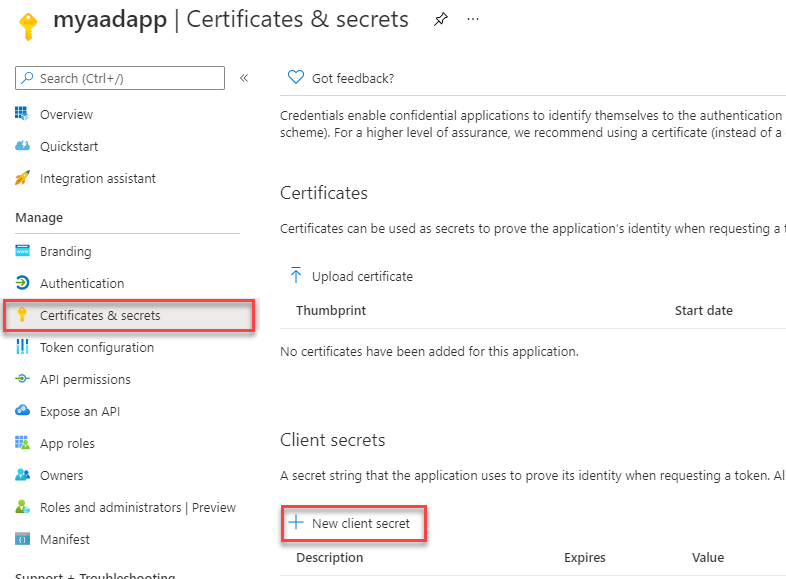 myaadapp | Certificates & secrets
Search (Ctrl+/)
Overview
Quickstart
Integration assistant
Manage
Branding
Authentication
Certificates & secrets
Token configuration
API permissions
Expose an API
App roles
Owners
Roles and administrators | Preview
Manifest
Support + Troubleshooting
Got feedback?
Credentials enable confidential applications to identify themselves to the authentication
scheme). For a higher level of assurance, we recommend using a certificate (instead of a
Certificates
Certificates can be used as secrets to prove the application's identity when requesting a t
Upload certificate
Thumbprint Start date
No certificates have been added for this application.
Client secrets
A secret string that the application uses to prove its identity when requesting a token. Al
New client secret
Description Expires Value